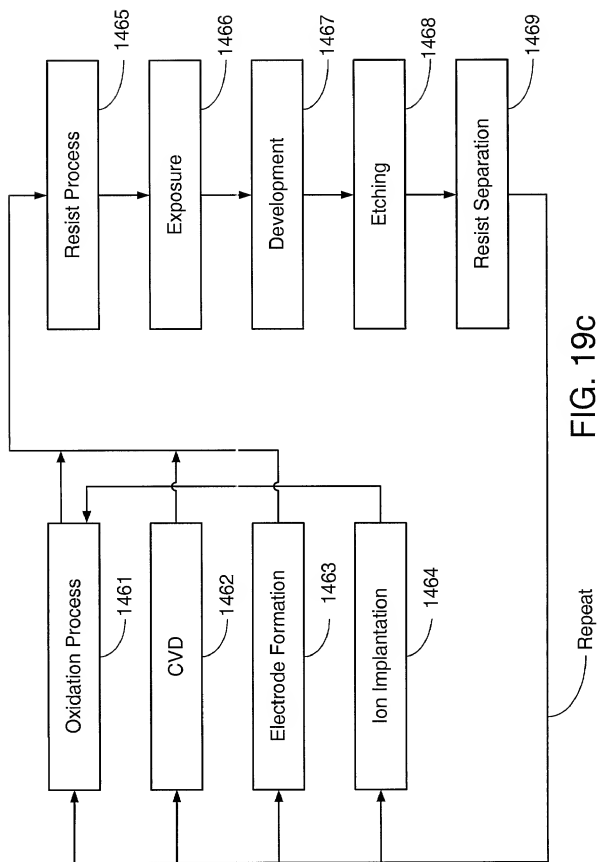 Oxidation Process
1461
CVD
1462
Electrode Formation
1463
Ion Implantation
1464
Resist Process
1465
Exposure
1466
Development
1467
Etching
1468
Resist Separation
1469
Repeat
FIG. 19c